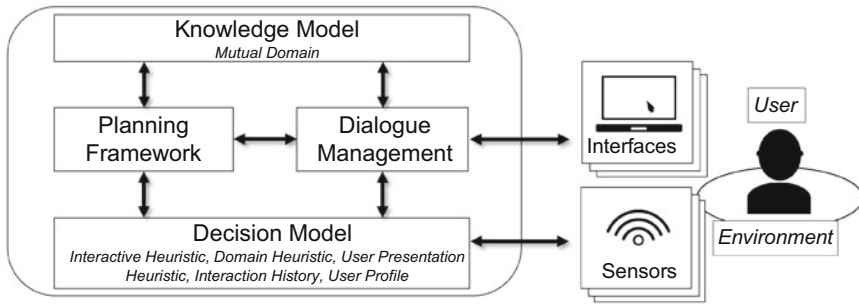 Knowledge Model
Mutual Domain
Planning
Framework
Dialogue
Management
Decision Model
Interactive Heuristic, Domain Heuristic, User Presentation
Heuristic, Interaction History, User Profile
Interfaces
Sensors
User
Environment